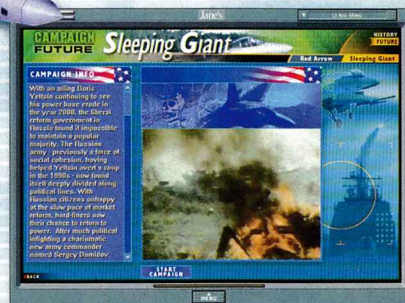 Jane's
CAMPAIGN
FUTURE
Sleeping Giant
HISTORY
FUTURE
Red Arrow
Sleeping Giant
CAMPAIGN INFO
With an ailing Boris
Yeltsin continuing to see
his power base erode in
the year 2000, the liberal
reform government in
Russia found it impossible
to maintain a popular
majority. The Russian
army - previously a force of
social cohesion, having
helped Yeltsin avert a coup
in the 1990s - now found
itself deeply divided along
political lines. With
Russian citizens unhappy
at the slow pace of market
reform, hard-liners saw
their chance to return to
power. After much political
infighting a charismatic
new army commander
named Sergey
BACK
START
CAMPAIGN
MENU